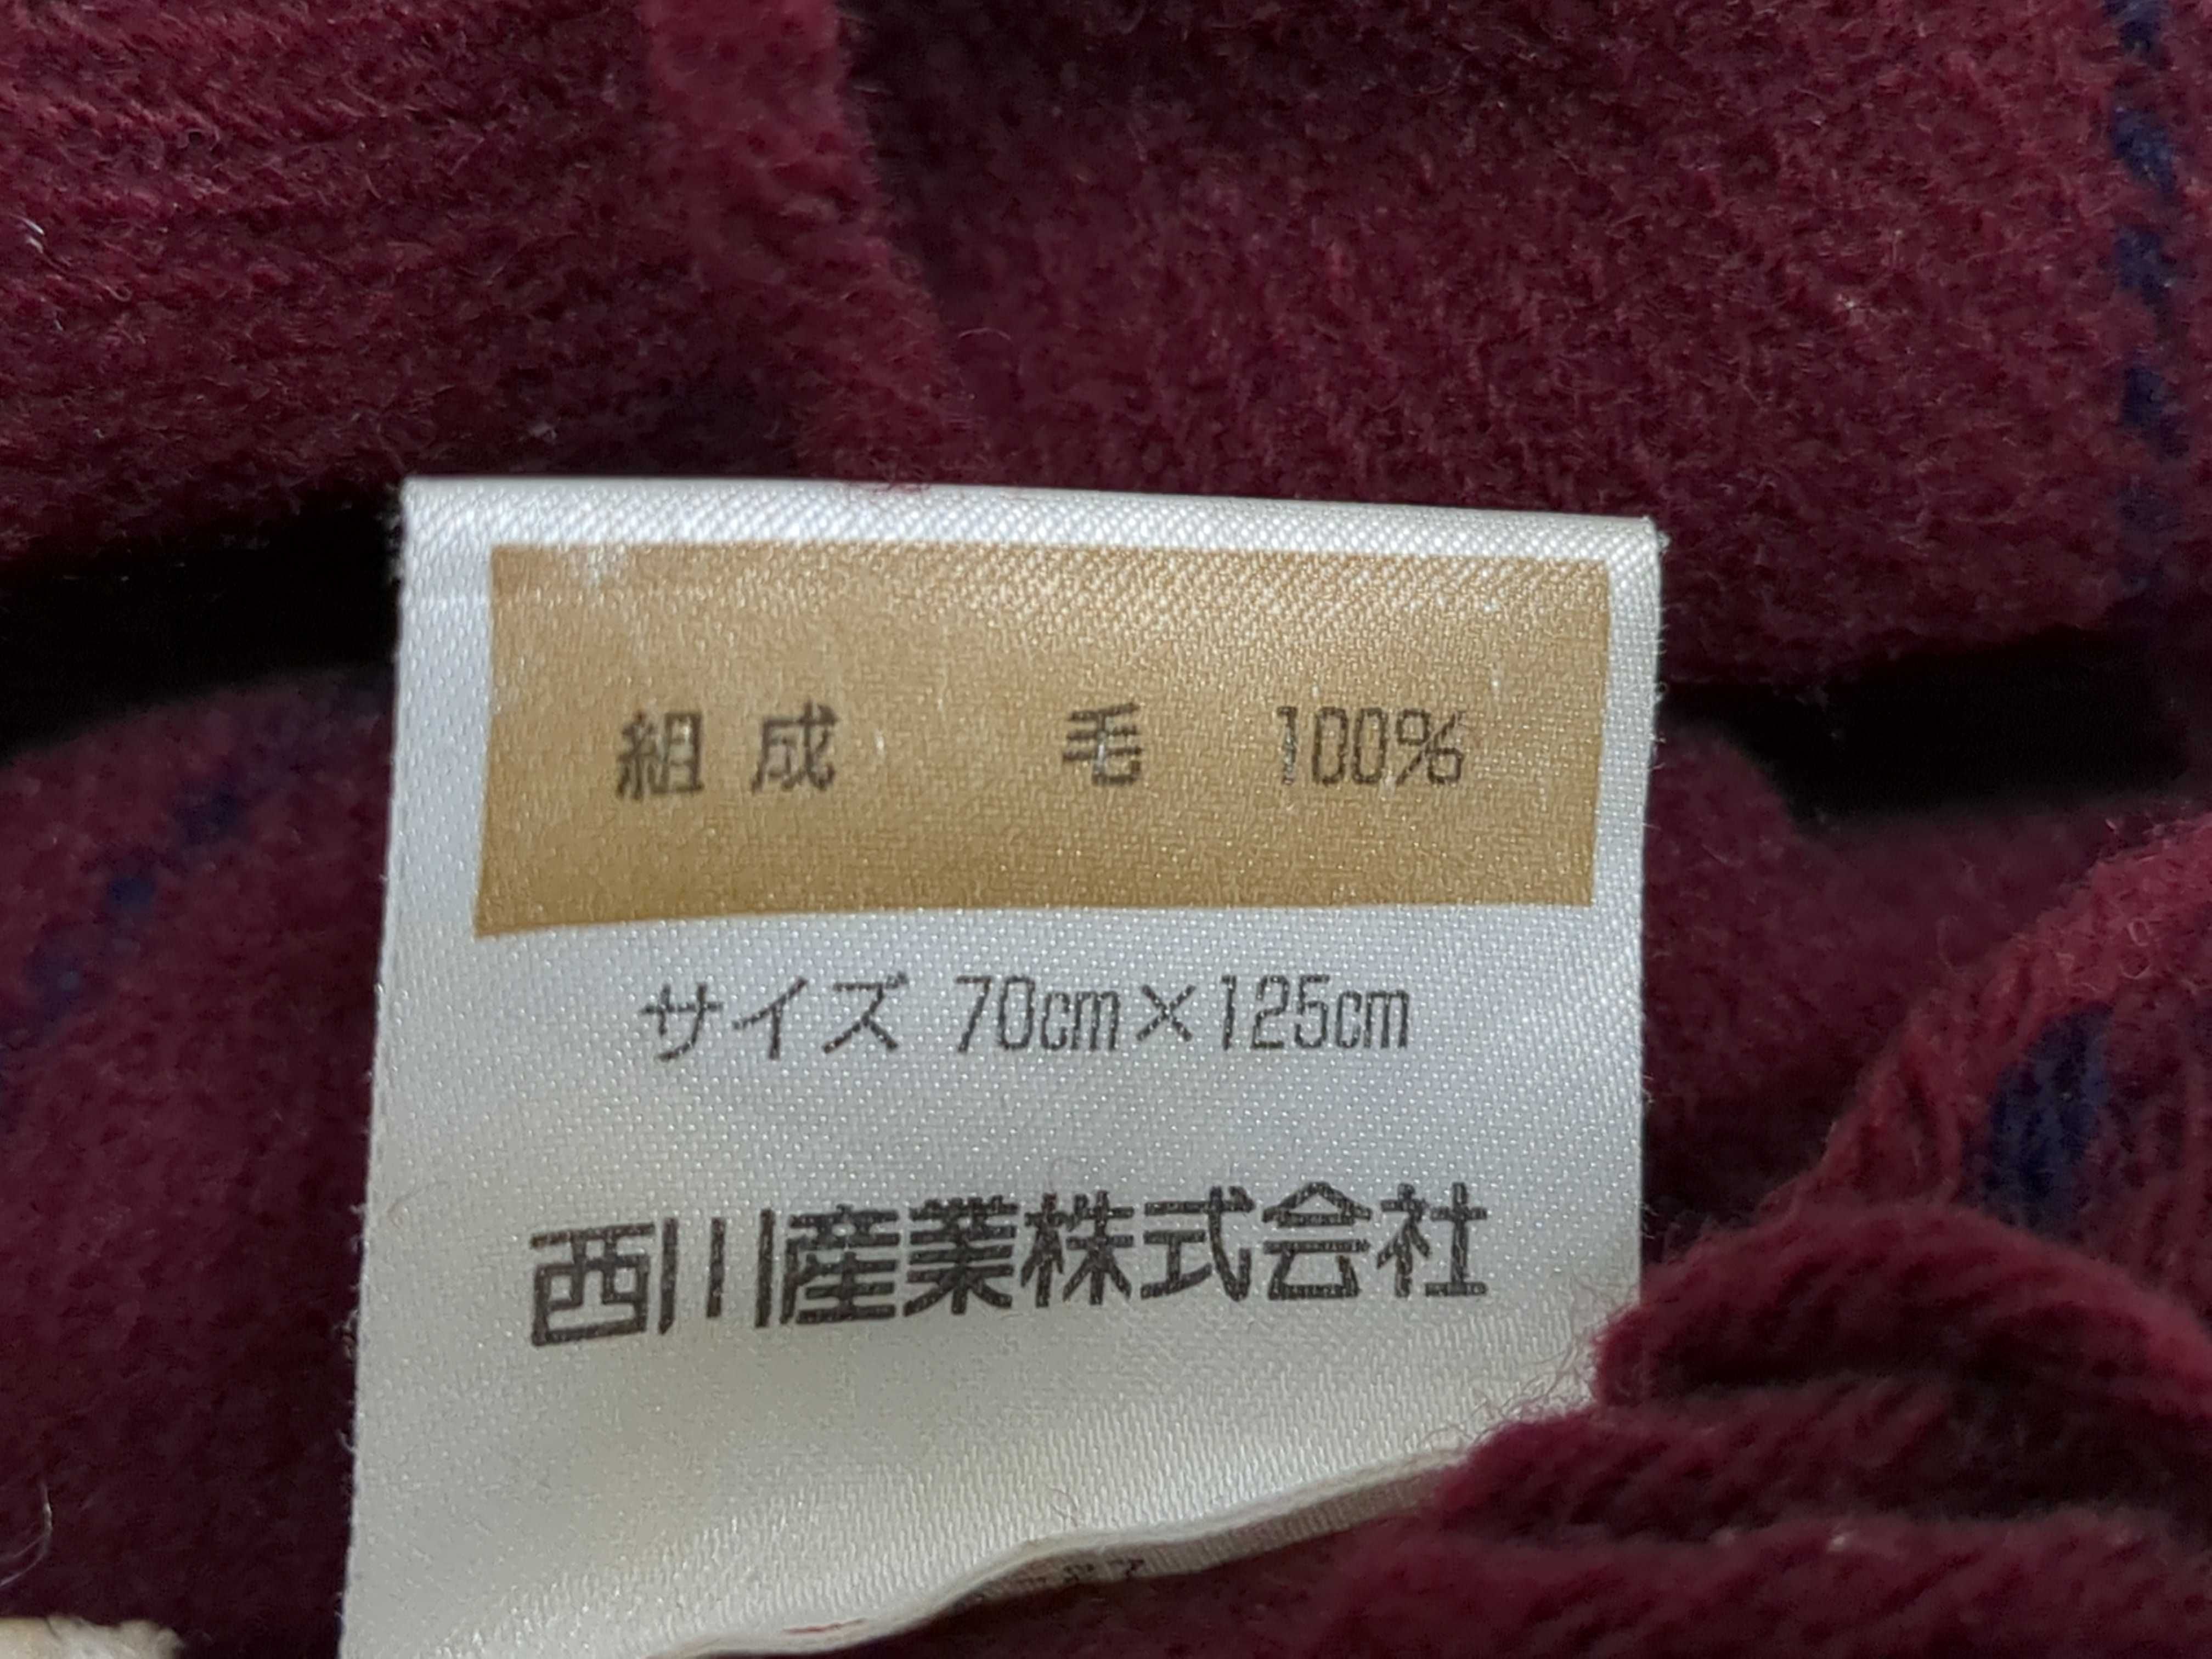 組成 毛 100%
サイズ 70cm×125cm
西川産業株式会社